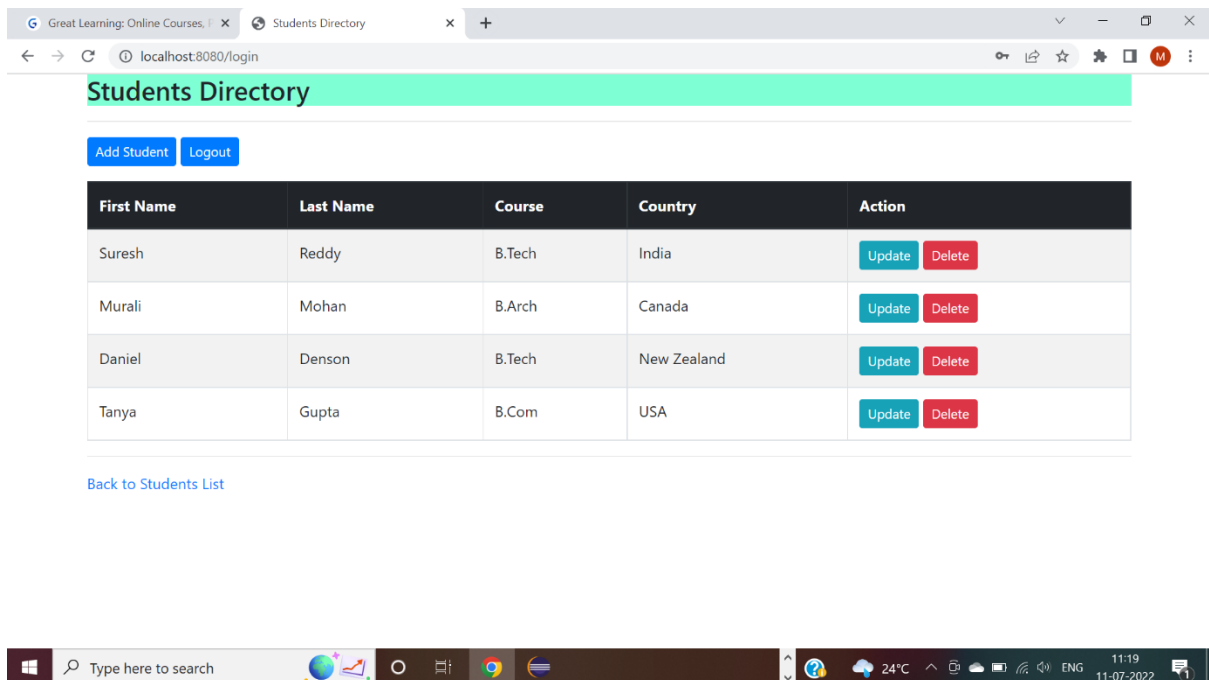 Great Learning: Online Courses, Students Directory
localhost:8080/login M
Students Directory
Add Student Logout
First Name Last Name Course Country Action
Suresh Reddy B.Tech India Update Delete
Murali Mohan B.Arch Canada Update Delete
Daniel Denson B.Tech New Zealand Update Delete
Tanya Gupta B.Com USA Update Delete
Back to Students List
Type here to search 24°C ENG 11:19
11-07-2022